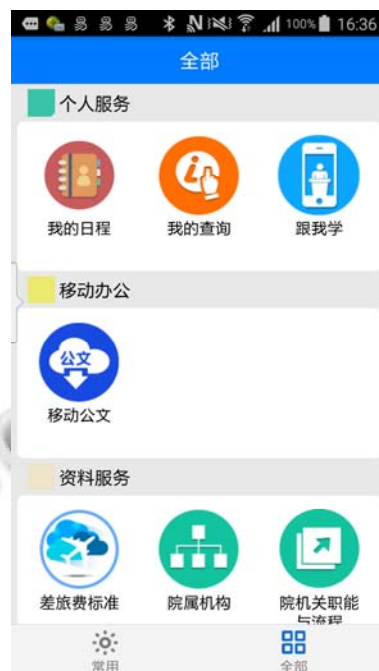 100% 16:36
全部
个人服务
我的日程
我的查询
跟我学
移动办公
公文
移动公文
资料服务
差旅费标准
院属机构
院机关职能
与流程
常用
全部